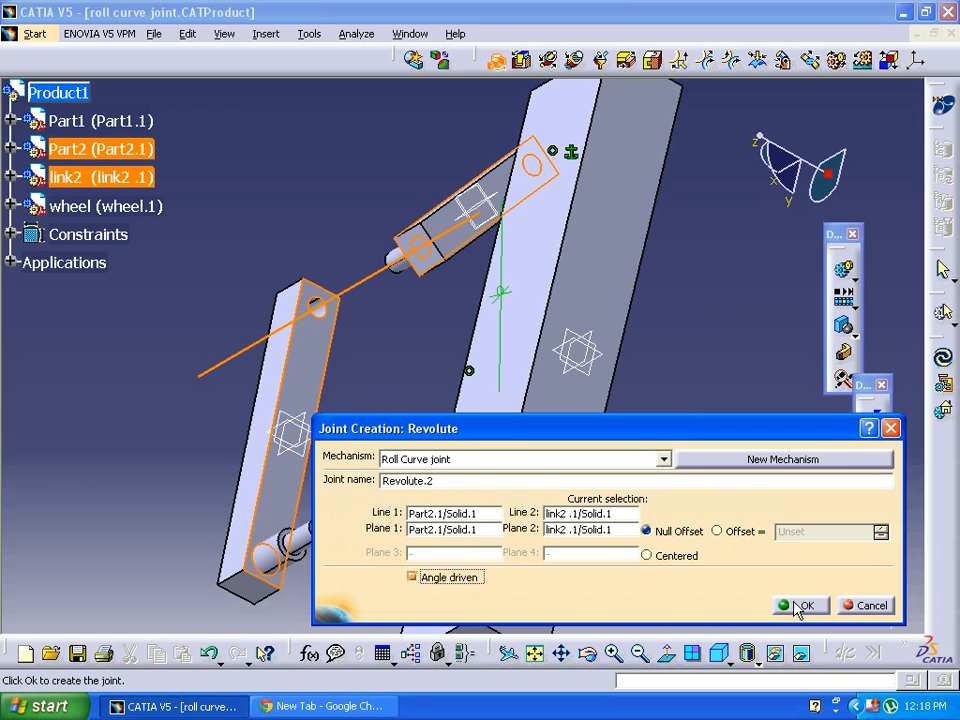 CATIA V5 - [roll curve joint.CATProduct]
Start ENOVIA V5 VPM File Edit View Insert Tools Analyze Window Help
Product1
Part1 (Part1.1)
Part2 (Part2.1)
link2 (link2 .1)
wheel (wheel.1)
Constraints
Applications
z
x
y
D...
D...
Joint Creation: Revolute
Mechanism: Roll Curve joint New Mechanism
Joint name: Revolute.2
Current selection:
Line 1: Part2.1/Solid.1 Line 2: link2 .1/Solid.1
Plane 1: Part2.1/Solid.1 Plane 2: link2 .1/Solid.1 Null Offset Offset = Unset
Plane 3: - Plane 4: - Centered
Angle driven
OK Cancel
f(x)
DS CATIA
Click Ok to create the joint.
start CATIA V5 - [roll curve... New Tab - Google Ch... 12:18 PM